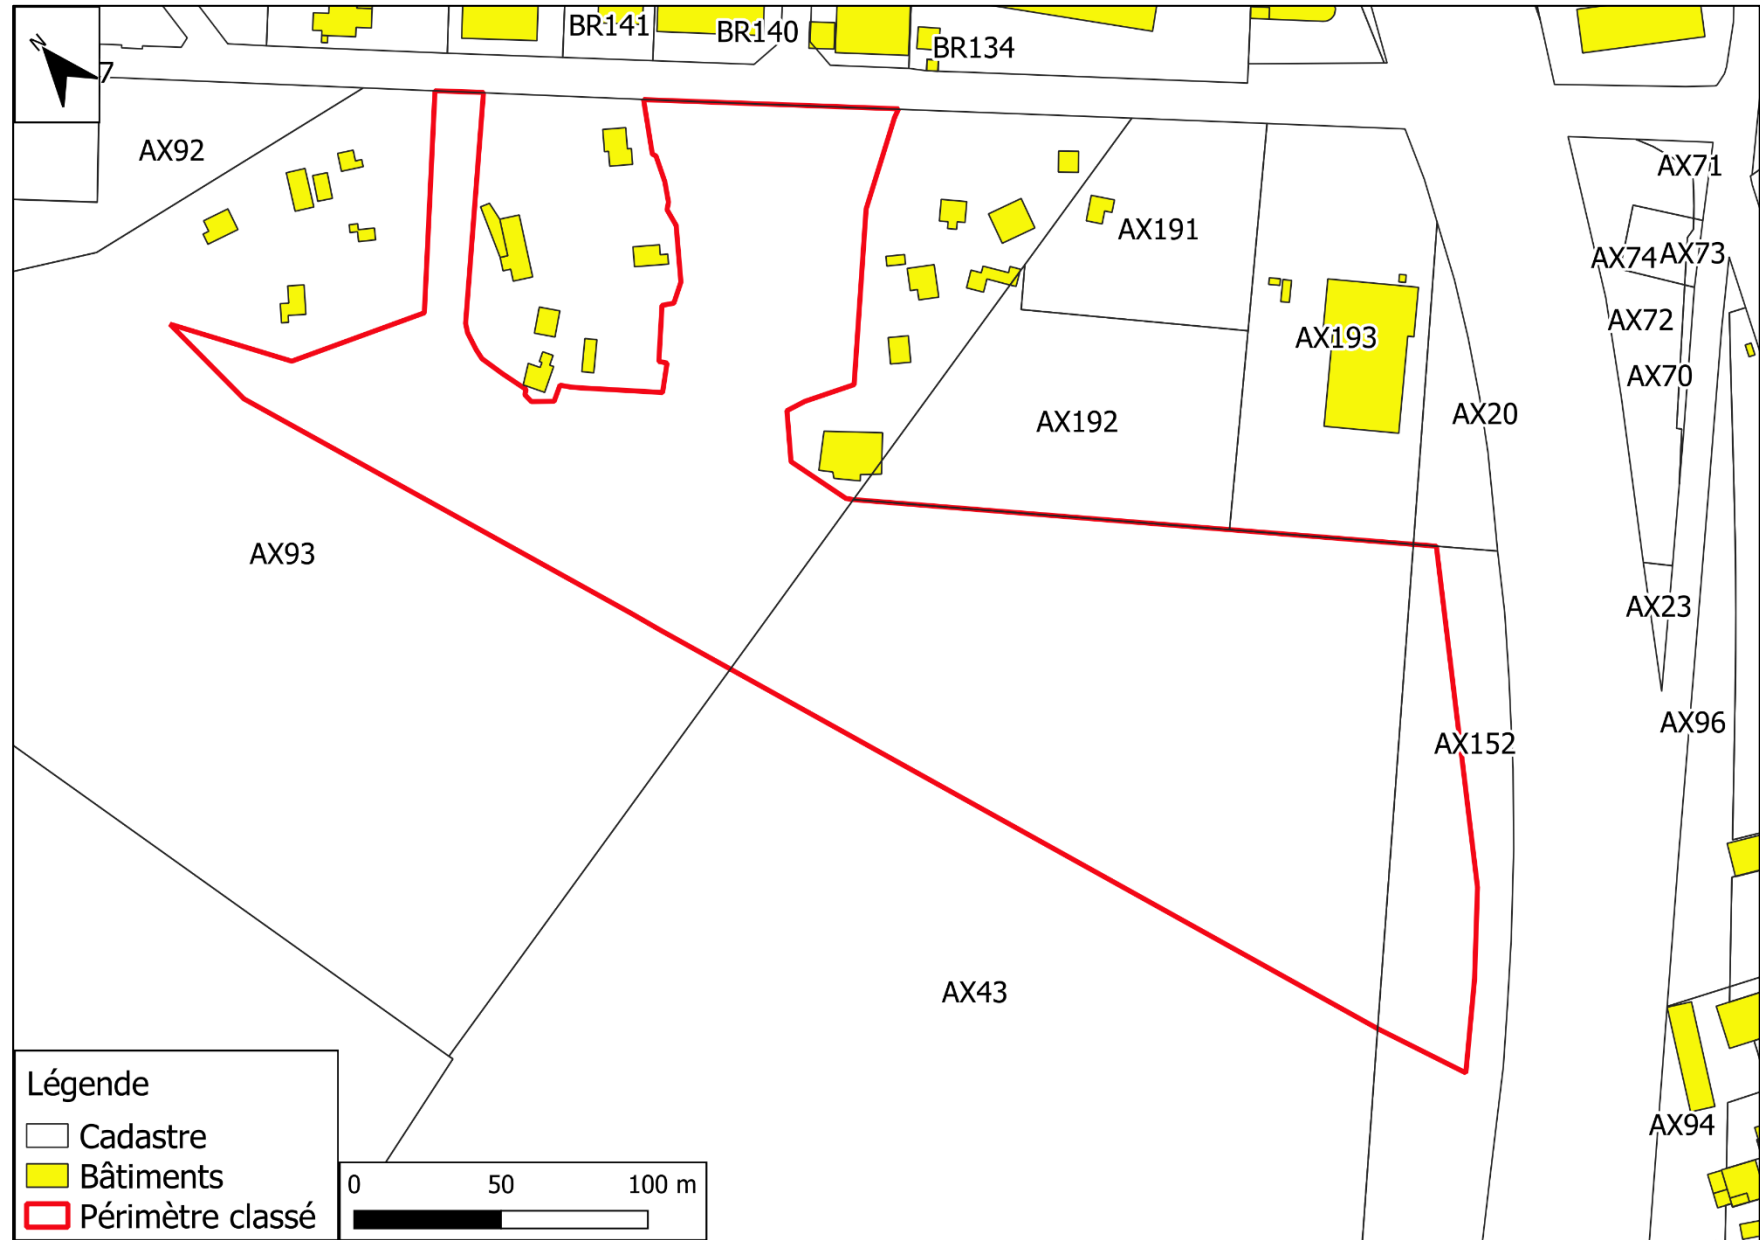 BR141
BR140
BR134
N
7
AX92
AX71
AX191
AX74
AX73
AX72
AX193
AX70
AX20
AX192
AX93
AX23
AX96
AX152
AX43
AX94
Légende
Cadastre
Bâtiments
Périmètre classé
0 50 100 m